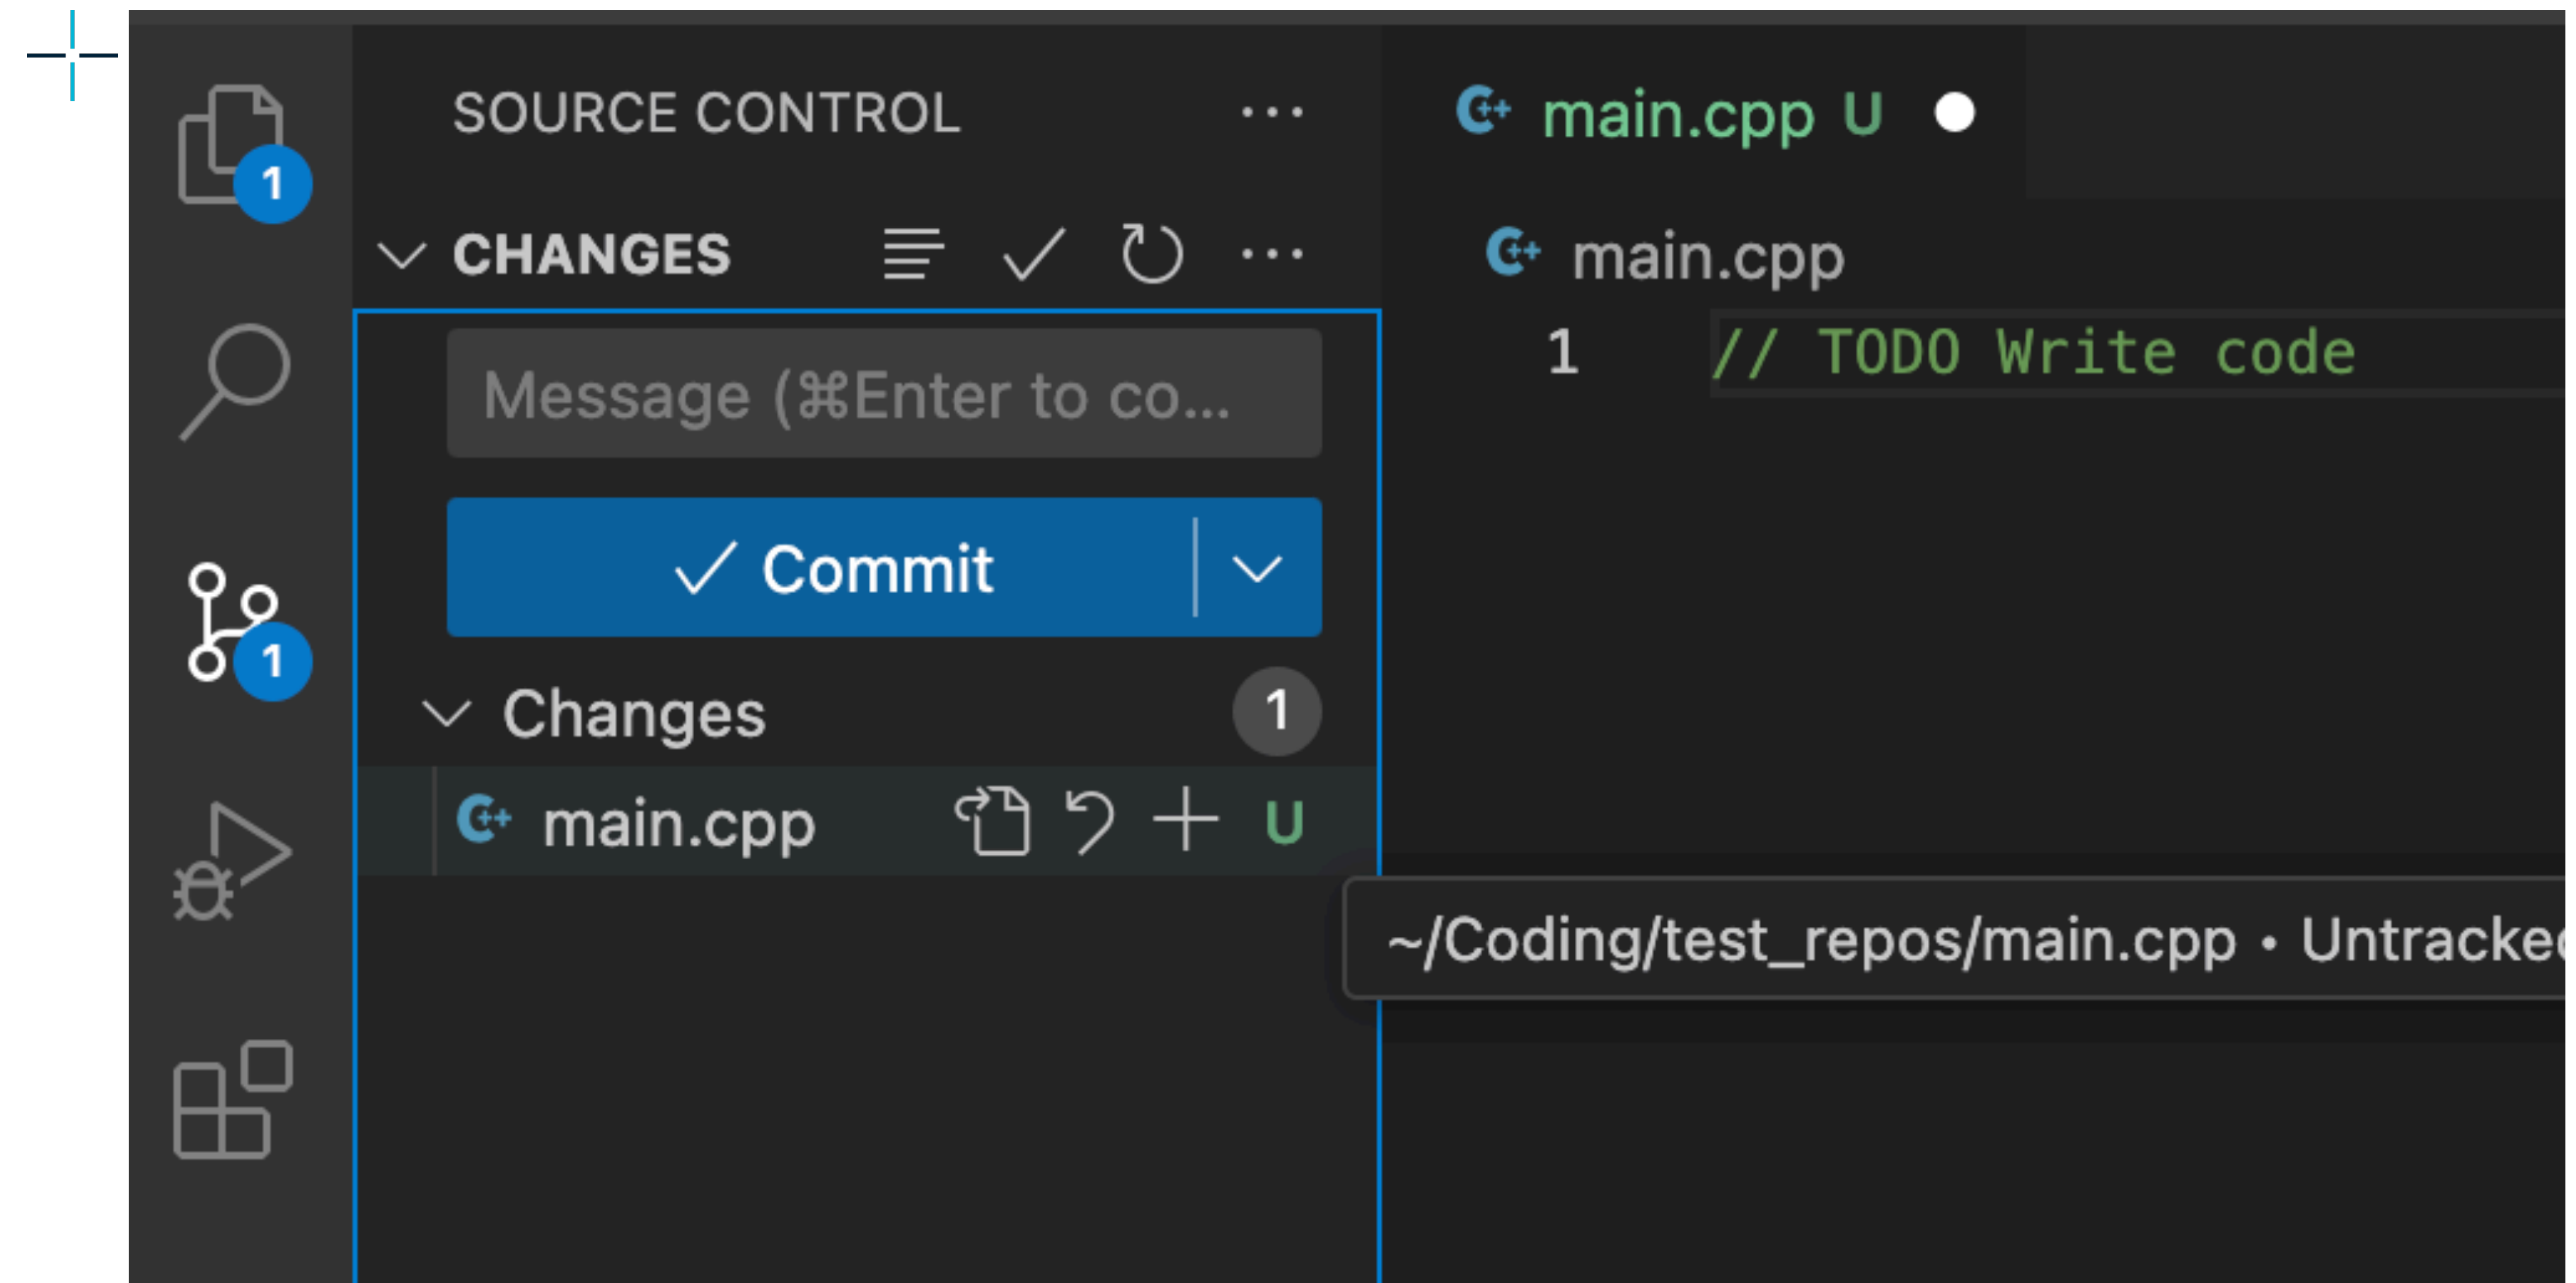 SOURCE CONTROL
CHANGES
Message (⌘Enter to co...
Commit
Changes 1
main.cpp U
1
1
main.cpp U
main.cpp
1 // TODO Write code
~/Coding/test_repos/main.cpp • Untracked